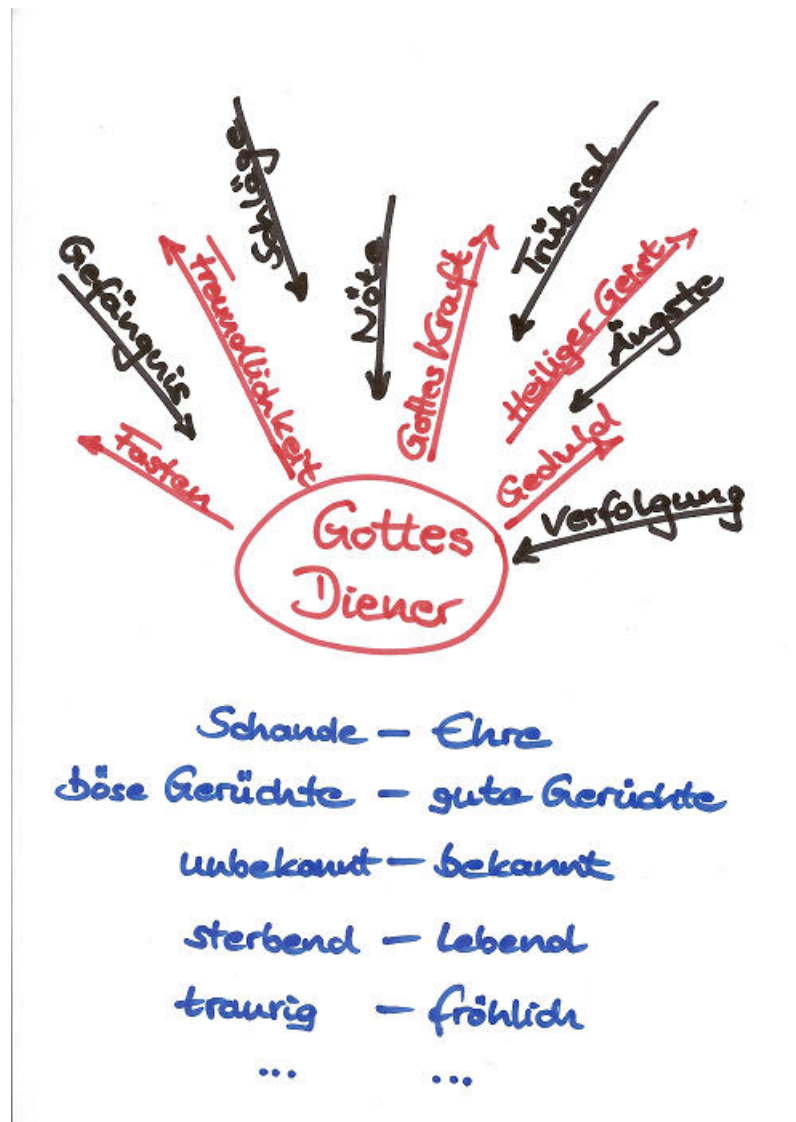 Schläge
Nöte
Trübsal
Gefängnis
Freundlichkeit
Gottes Kraft
Heiliger Geist
Ängste
Fasten
Geduld
Verfolgung
Gottes
Diener
Schande – Ehre
böse Gerüchte – gute Gerüchte
unbekannt – bekannt
sterbend – lebend
traurig – fröhlich
... ...